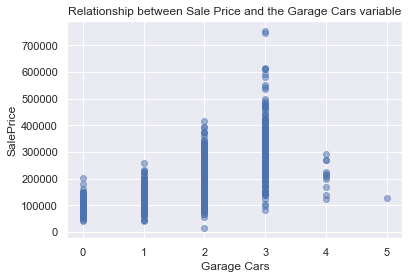 Relationship between Sale Price and the Garage Cars variable
700000
600000
500000
400000
300000
200000
100000
0
SalePrice
0 1 2 3 4 5
Garage Cars